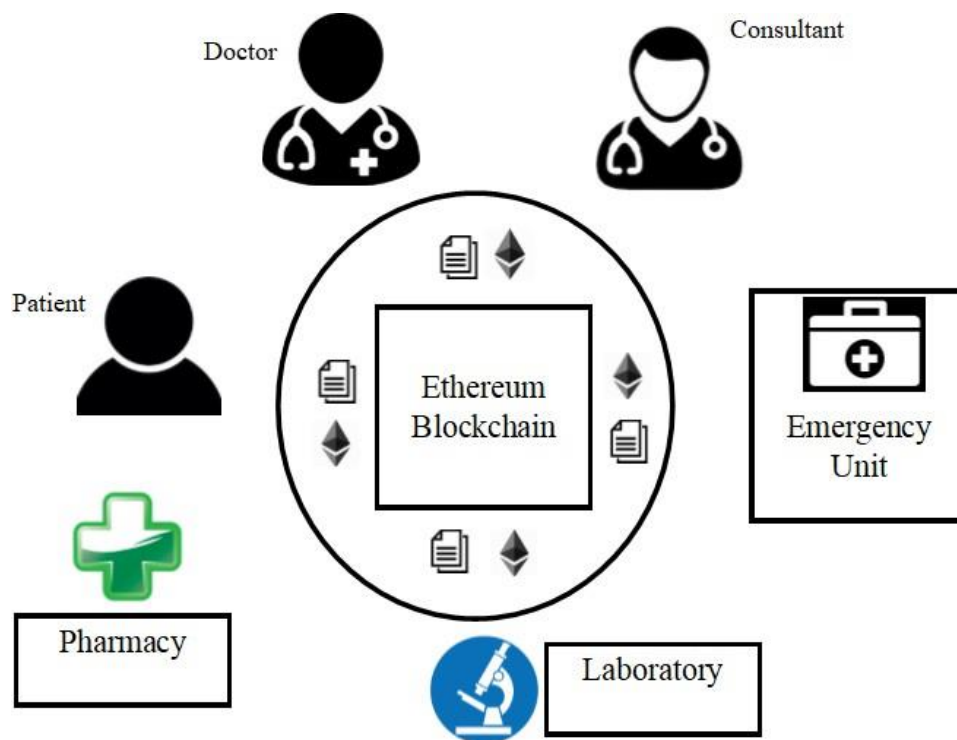 Doctor
Consultant
Patient
Ethereum
Blockchain
Emergency
Unit
Pharmacy
Laboratory